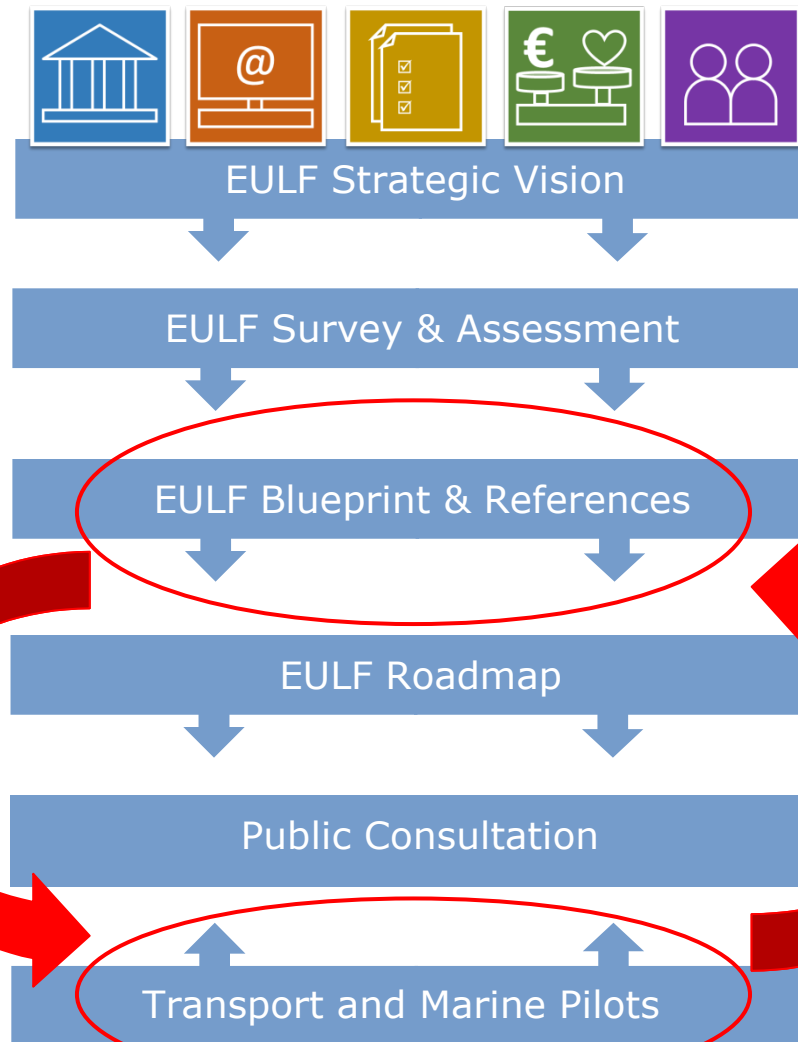 @
€
EULF Strategic Vision
EULF Survey & Assessment
EULF Blueprint & References
EULF Roadmap
Public Consultation
Transport and Marine Pilots